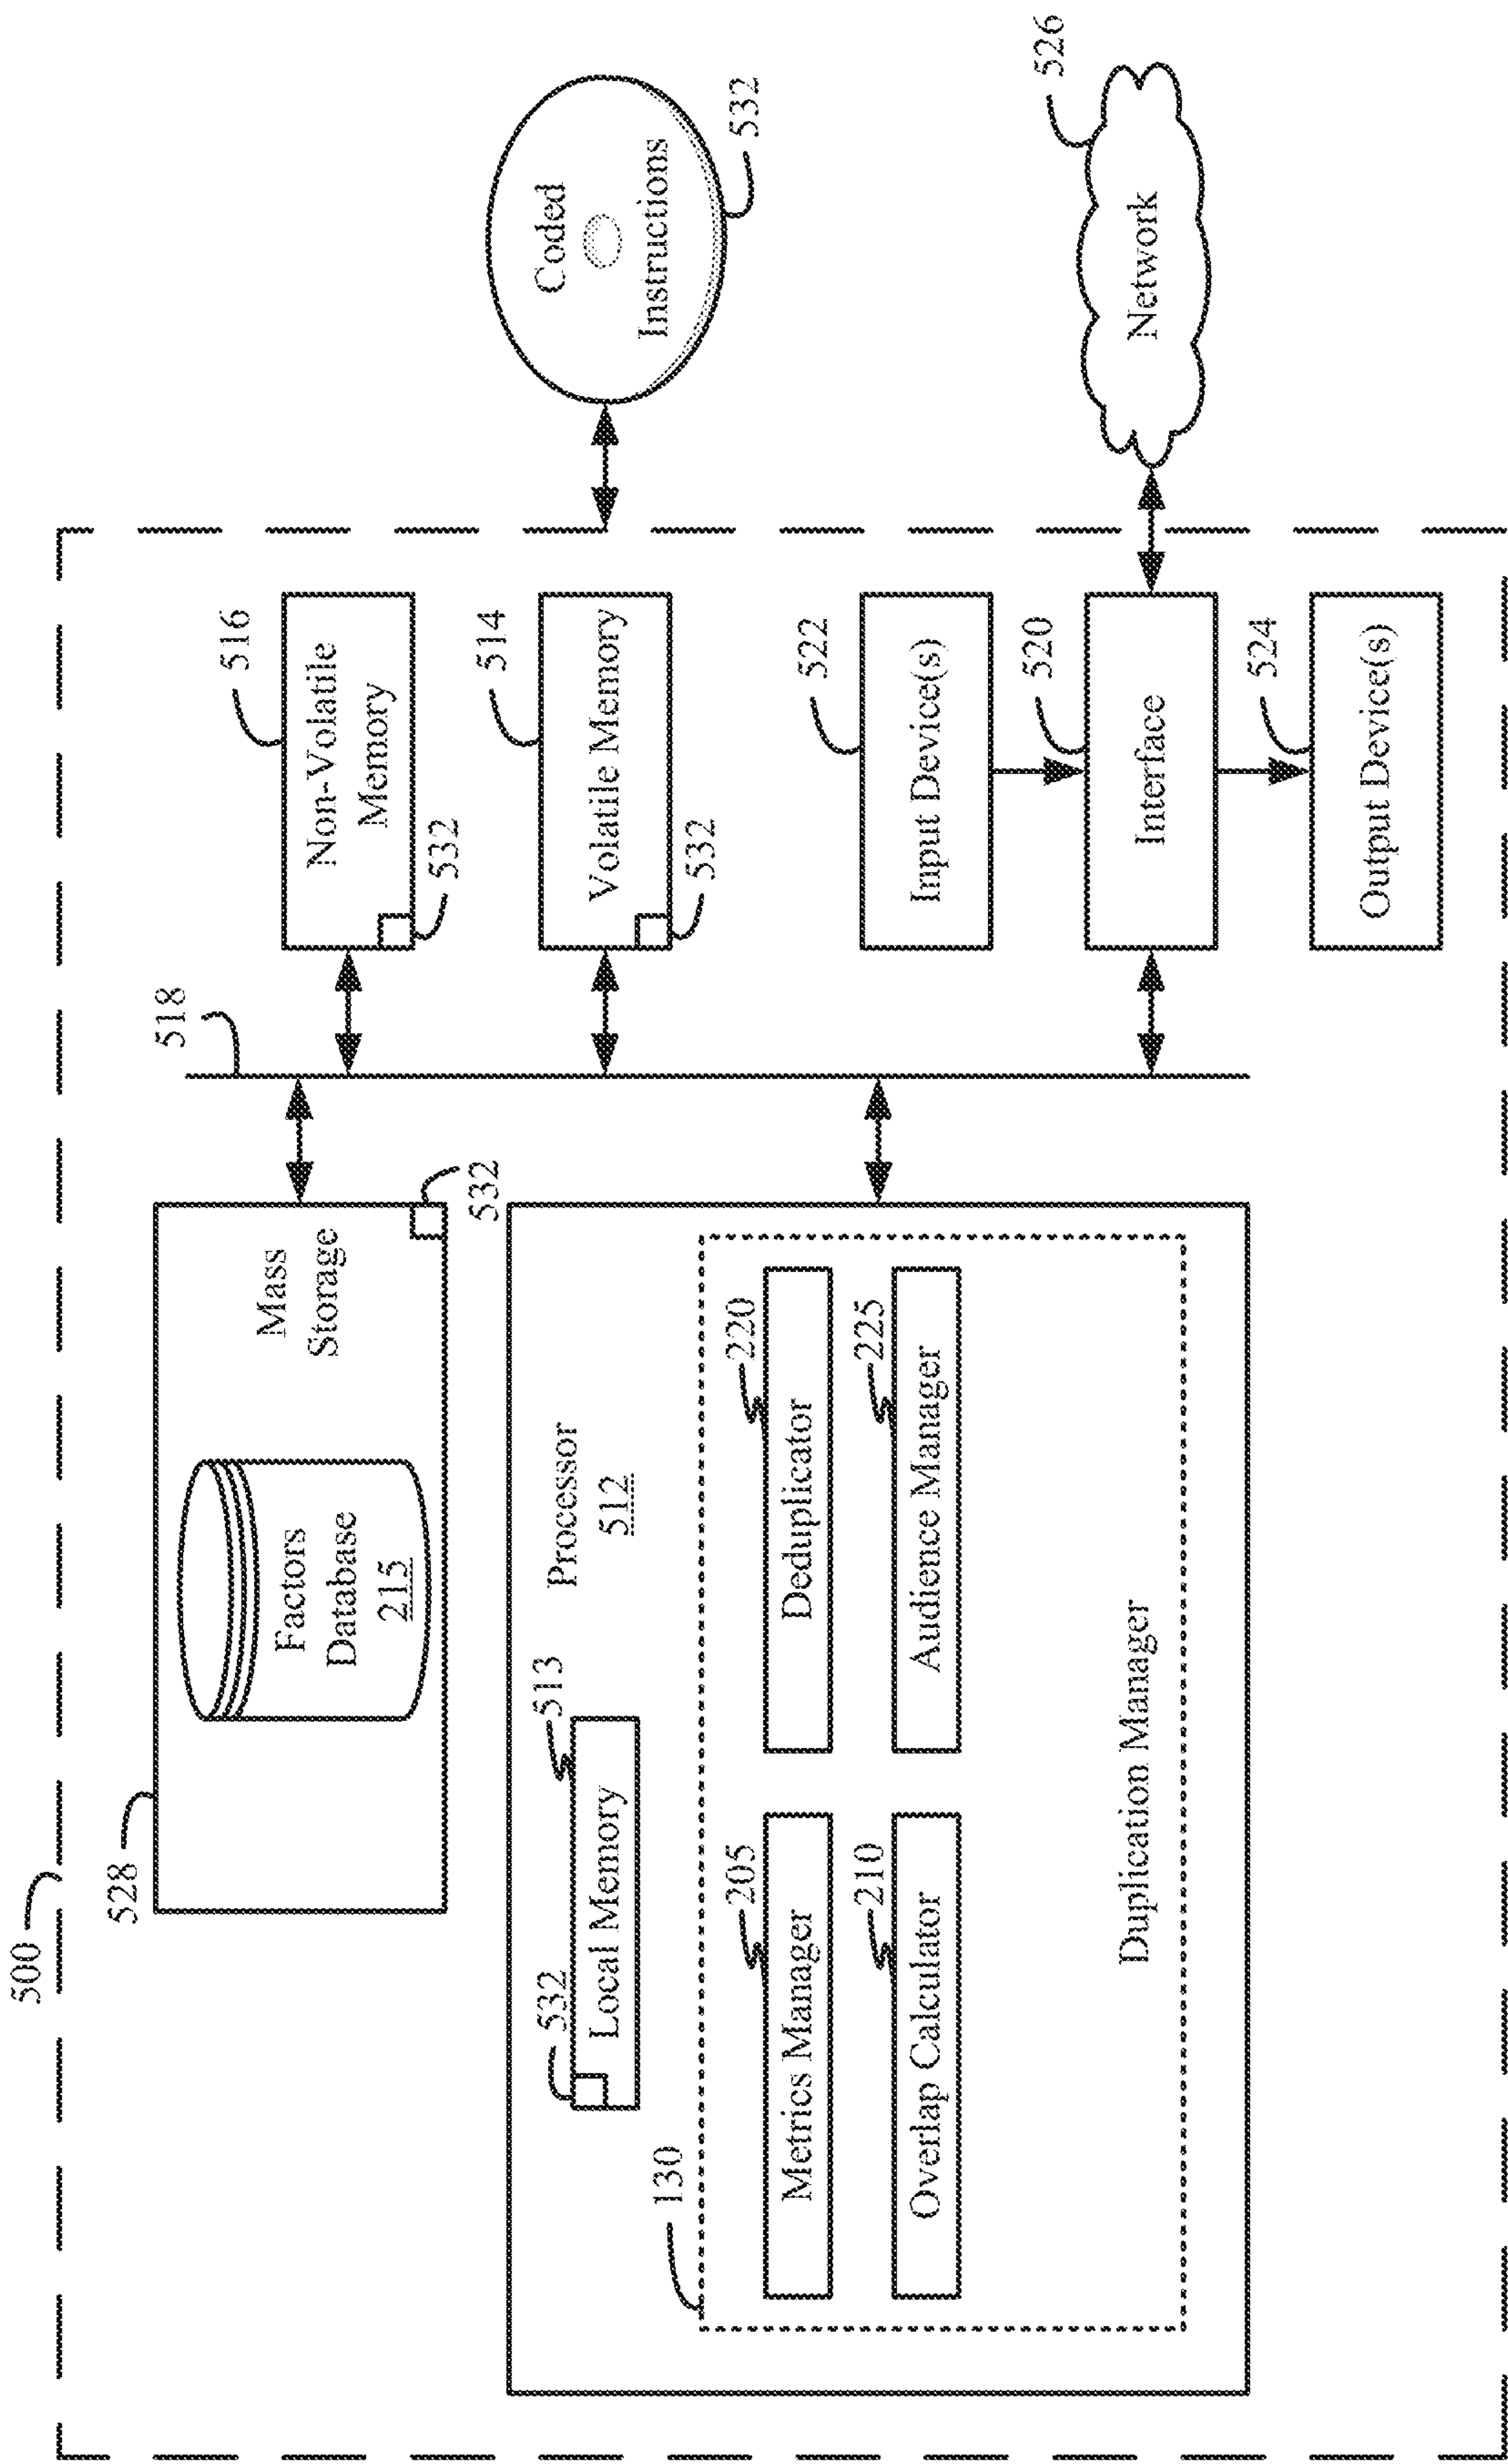 500
528
Factors
Database
215
Mass
Storage
532
518
516
Non-Volatile
Memory
532
514
Volatile Memory
532
Coded
Instructions
532
532
513
Local Memory
Processor
512
130
205
Metrics Manager
220
Deduplicator
210
Overlap Calculator
225
Audience Manager
Duplication Manager
522
Input Device(s)
520
Interface
524
Output Device(s)
526
Network